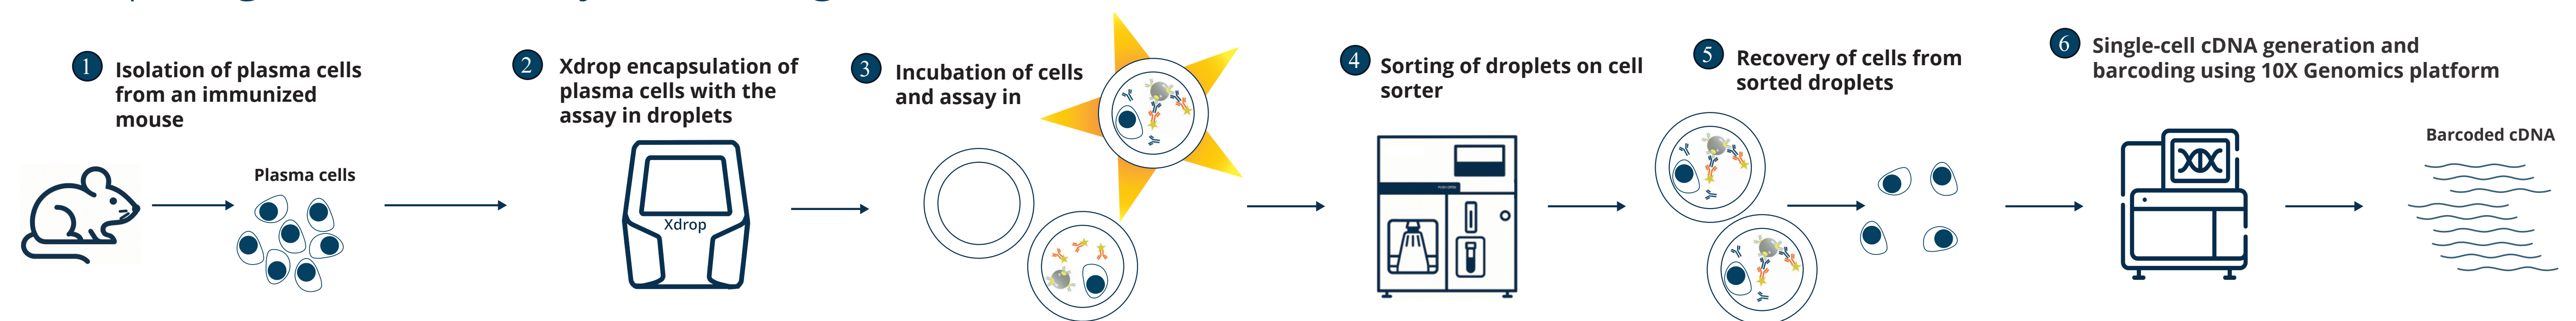 1
Isolation of plasma cells
from an immunized
mouse
Plasma cells
2
Xdrop encapsulation of
plasma cells with the
assay in droplets
Xdrop
3
Incubation of cells
and assay in
4
Sorting of droplets on cell
sorter
5
Recovery of cells from
sorted droplets
6
Single-cell cDNA generation and
barcoding using 10X Genomics platform
Barcoded cDNA